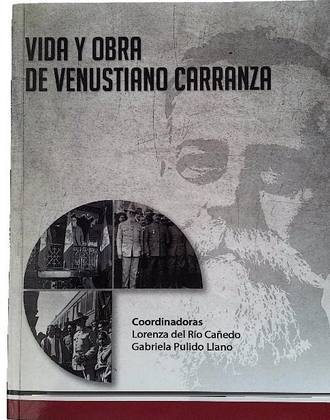 VIDA Y OBRA
DE VENUSTIANO CARRANZA
Coordinadoras
Lorenza del Río Cañedo
Gabriela Pulido Llano